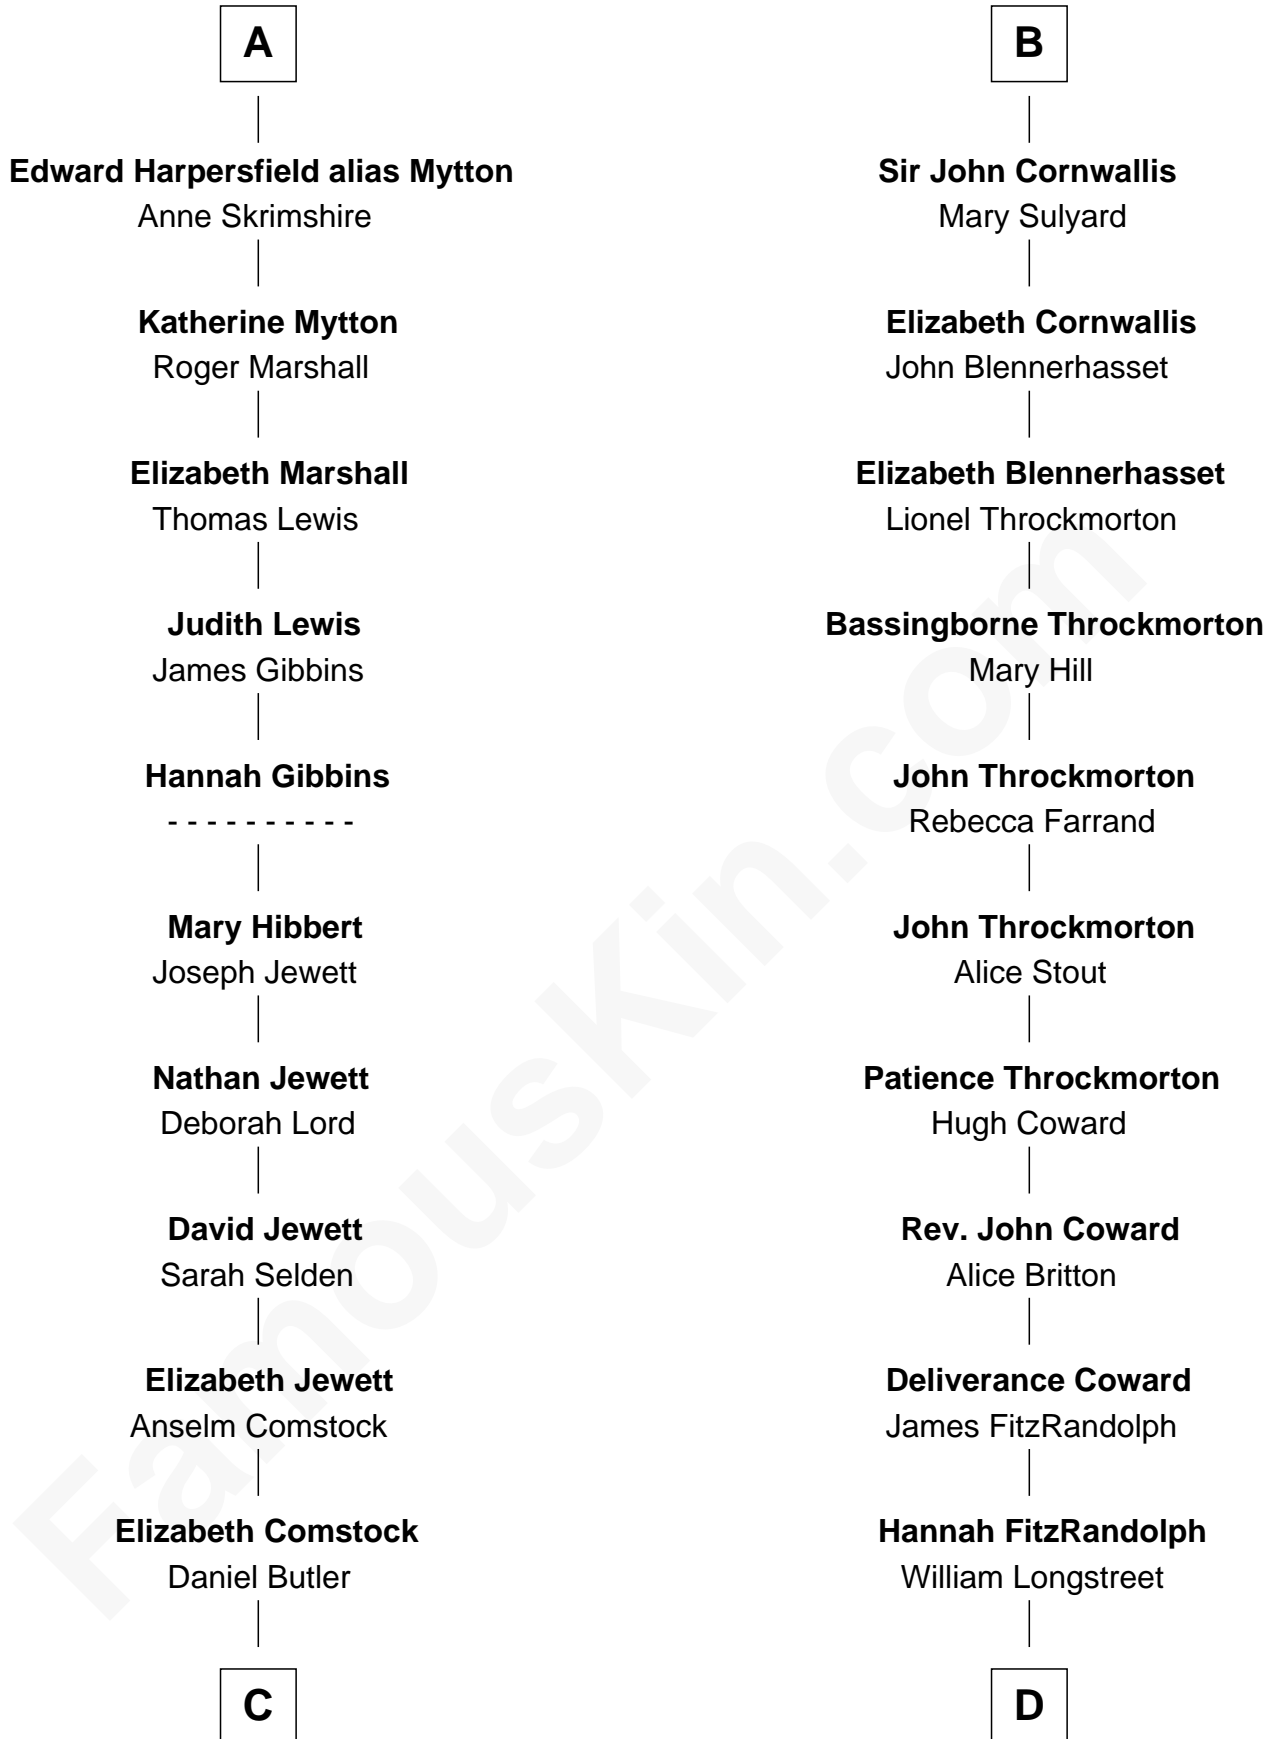 A
Edward Harpersfield alias Mytton
Anne Skrimshire
Katherine Mytton
Roger Marshall
Elizabeth Marshall
Thomas Lewis
Judith Lewis
James Gibbins
Hannah Gibbins
- - - - - - - - - -
Mary Hibbert
Joseph Jewett
Nathan Jewett
Deborah Lord
David Jewett
Sarah Selden
Elizabeth Jewett
Anselm Comstock
Elizabeth Comstock
Daniel Butler
C
B
Sir John Cornwallis
Mary Sulyard
Elizabeth Cornwallis
John Blennerhasset
Elizabeth Blennerhasset
Lionel Throckmorton
Bassingborne Throckmorton
Mary Hill
John Throckmorton
Rebecca Farrand
John Throckmorton
Alice Stout
Patience Throckmorton
Hugh Coward
Rev. John Coward
Alice Britton
Deliverance Coward
James FitzRandolph
Hannah FitzRandolph
William Longstreet
D
FamousKin.com